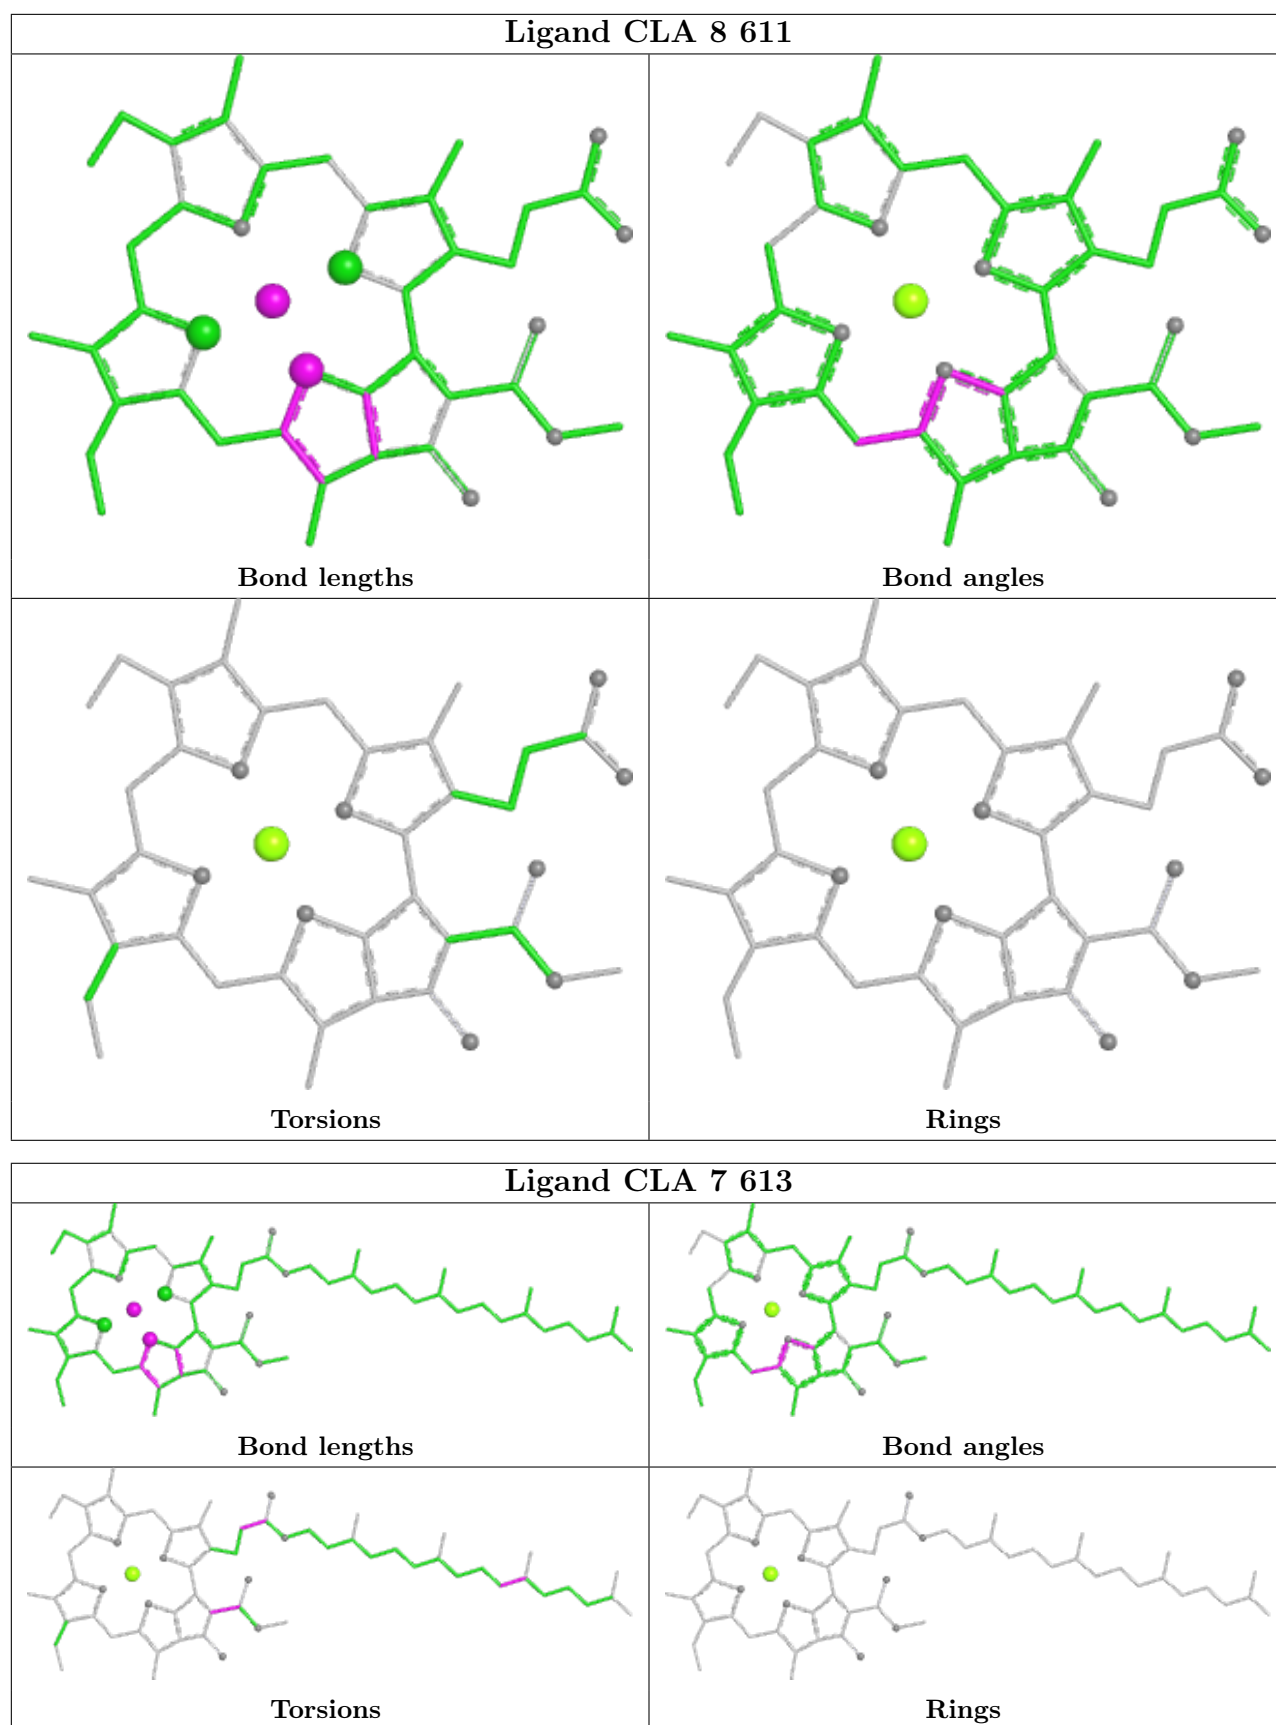 Ligand CLA 8 611
Bond lengths
Bond angles
Torsions
Rings
Ligand CLA 7 613
Bond lengths
Bond angles
Torsions
Rings